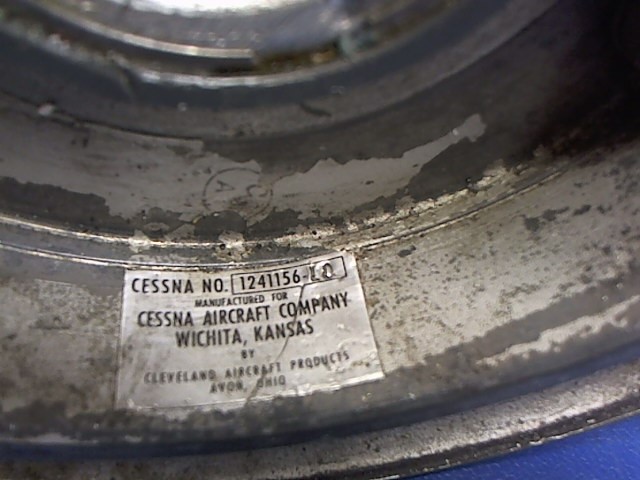 A
CESSNA NO. 1241156-
MANUFACTURED FOR
CESSNA AIRCRAFT COMPANY
WICHITA, KANSAS
BY
CLEVELAND AIRCRAFT PRODUCTS
AVON, OHIO